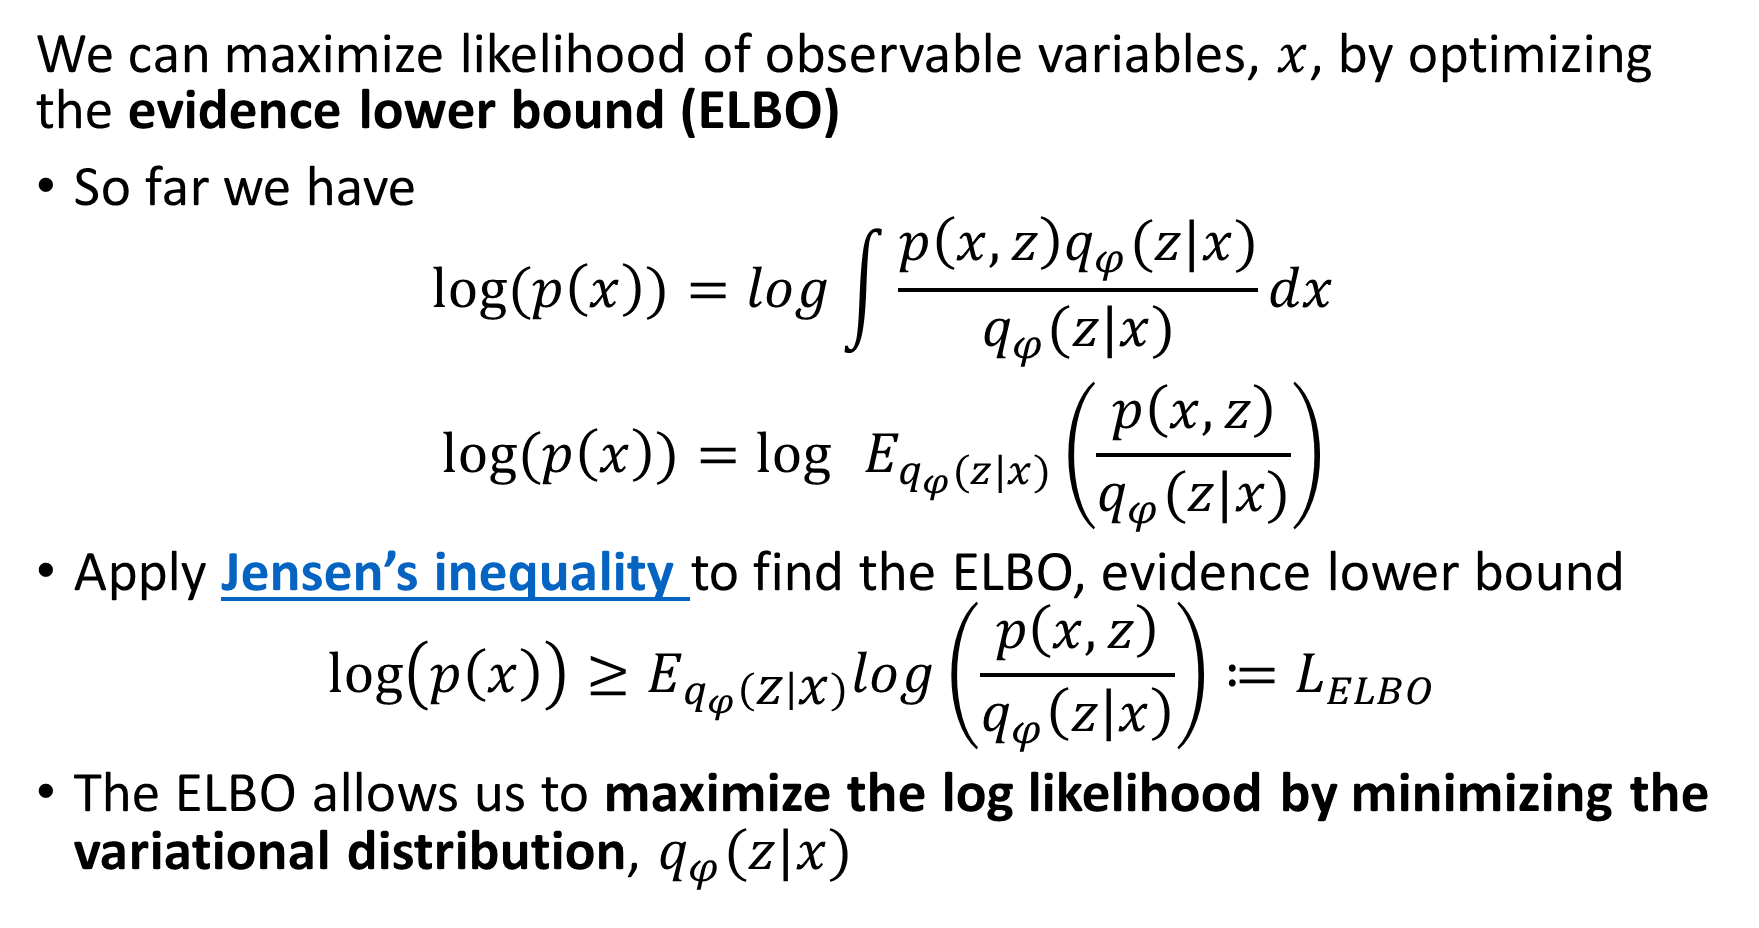 We can maximize likelihood of observable variables, x, by optimizing
the evidence lower bound (ELBO)
• So far we have
log(p(x)) = log ∫ p(x, z)q_φ(z|x) / q_φ(z|x) dx
log(p(x)) = log E_{q_φ(z|x)} ( p(x, z) / q_φ(z|x) )
• Apply Jensen’s inequality to find the ELBO, evidence lower bound
log(p(x)) ≥ E_{q_φ(Z|x)} log ( p(x, z) / q_φ(z|x) ) ≔ L_{ELBO}
• The ELBO allows us to maximize the log likelihood by minimizing the
variational distribution, q_φ(z|x)